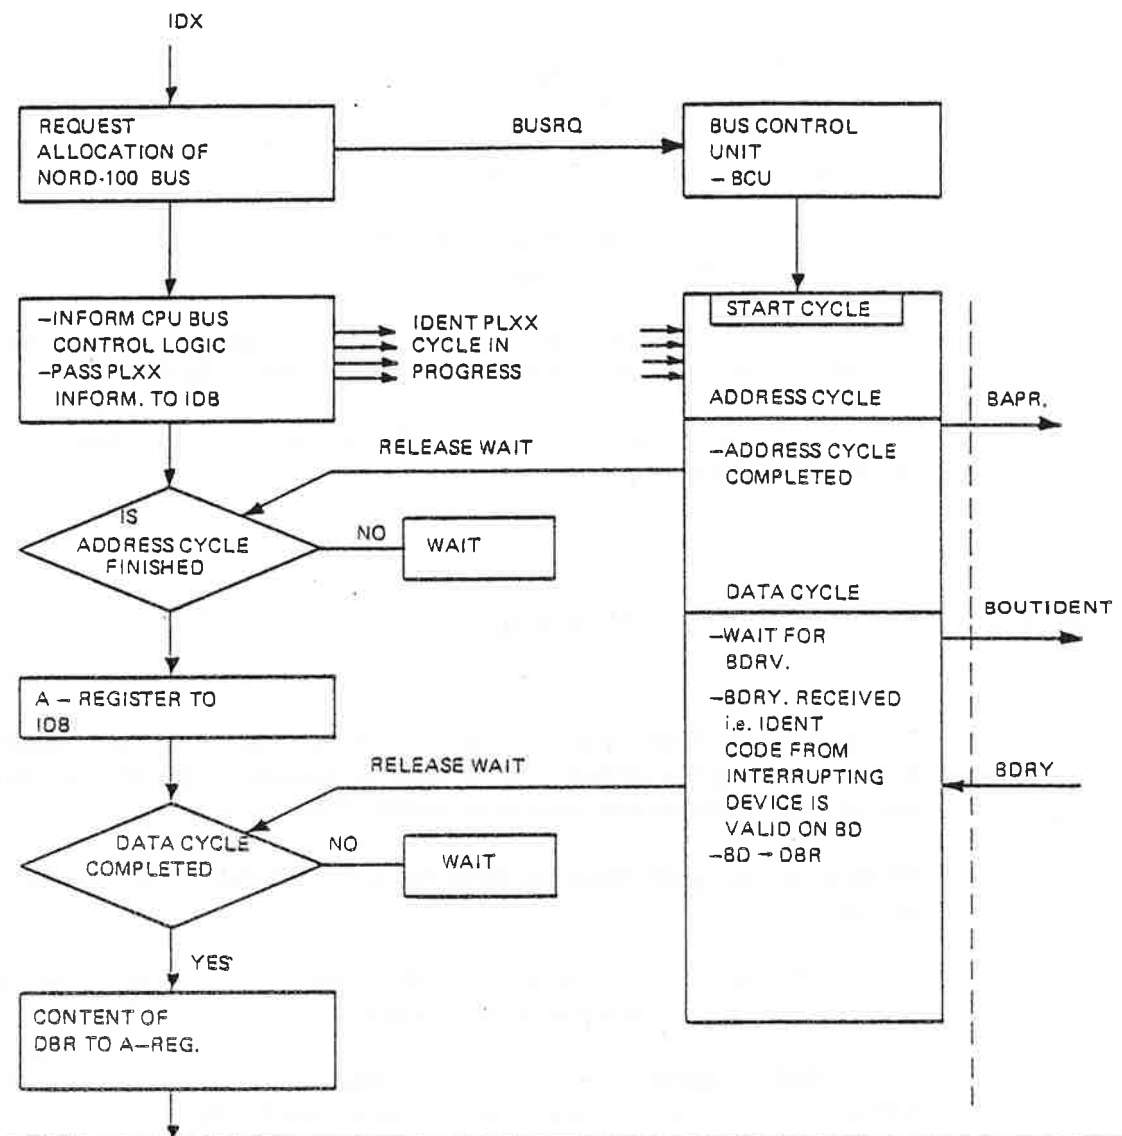 IDX
REQUEST
ALLOCATION OF
NORD-100 BUS
BUSRQ
BUS CONTROL
UNIT
– BCU
–INFORM CPU BUS
CONTROL LOGIC
–PASS PLXX
INFORM. TO IDB
IDENT PLXX
CYCLE IN
PROGRESS
START CYCLE
ADDRESS CYCLE
BAPR.
RELEASE WAIT
–ADDRESS CYCLE
COMPLETED
IS
ADDRESS CYCLE
FINISHED
NO
WAIT
DATA CYCLE
BOUTIDENT
–WAIT FOR
BDRV.
–BDRY. RECEIVED
i.e. IDENT
CODE FROM
INTERRUPTING
DEVICE IS
VALID ON BD
–BD → DBR
A – REGISTER TO
IDB
RELEASE WAIT
BDRY
DATA CYCLE
COMPLETED
NO
WAIT
YES
CONTENT OF
DBR TO A–REG.